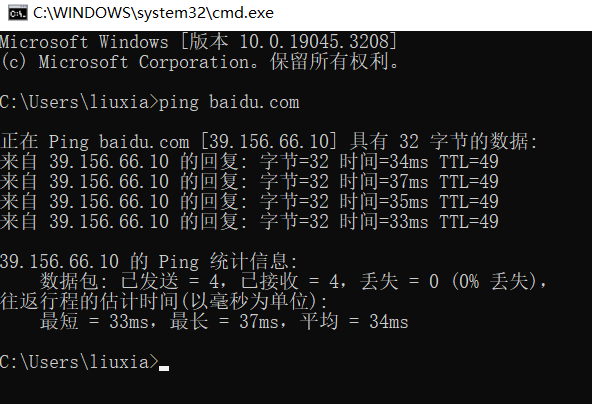 C:\WINDOWS\system32\cmd.exe
Microsoft Windows [版本 10.0.19045.3208]
(c) Microsoft Corporation。保留所有权利。
C:\Users\liuxia>ping baidu.com
正在 Ping baidu.com [39.156.66.10] 具有 32 字节的数据:
来自 39.156.66.10 的回复: 字节=32 时间=34ms TTL=49
来自 39.156.66.10 的回复: 字节=32 时间=37ms TTL=49
来自 39.156.66.10 的回复: 字节=32 时间=35ms TTL=49
来自 39.156.66.10 的回复: 字节=32 时间=33ms TTL=49
39.156.66.10 的 Ping 统计信息:
数据包: 已发送 = 4，已接收 = 4，丢失 = 0 (0% 丢失)，
往返行程的估计时间(以毫秒为单位):
最短 = 33ms，最长 = 37ms，平均 = 34ms
C:\Users\liuxia>